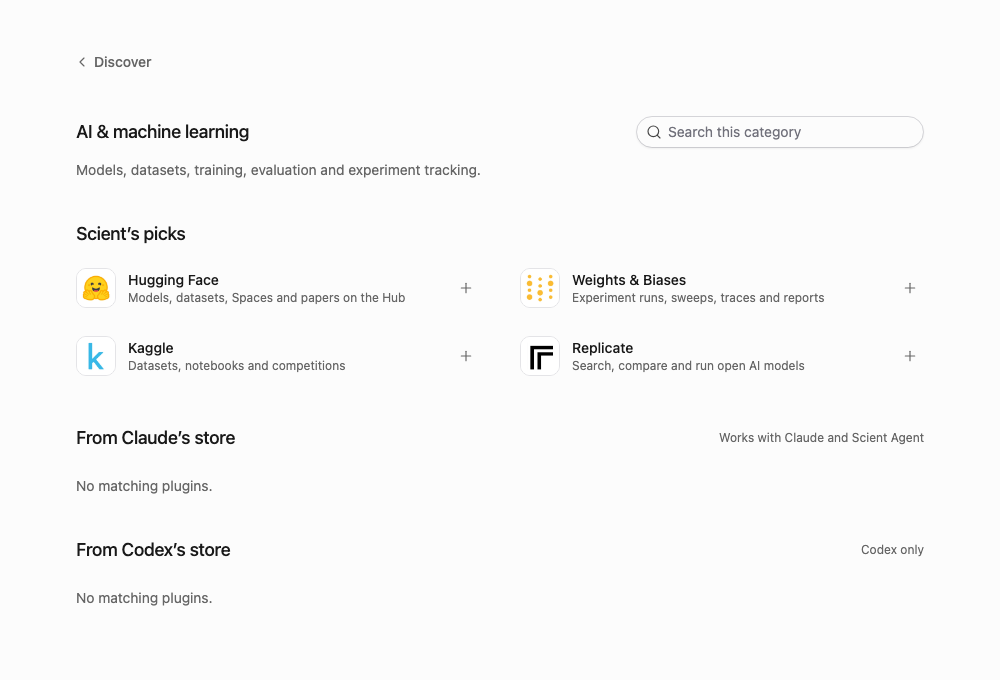 Discover
AI & machine learning
Search this category
Models, datasets, training, evaluation and experiment tracking.
Scient’s picks
Hugging Face
Models, datasets, Spaces and papers on the Hub
Weights & Biases
Experiment runs, sweeps, traces and reports
Kaggle
Datasets, notebooks and competitions
Replicate
Search, compare and run open AI models
From Claude’s store
Works with Claude and Scient Agent
No matching plugins.
From Codex’s store
Codex only
No matching plugins.